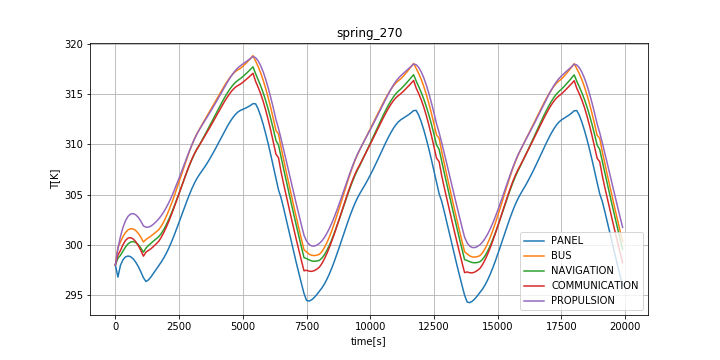 spring_270
320
315
310
305
300
295
T[K]
0
2500
5000
7500
10000
12500
15000
17500
20000
time[s]
PANEL
BUS
NAVIGATION
COMMUNICATION
PROPULSION